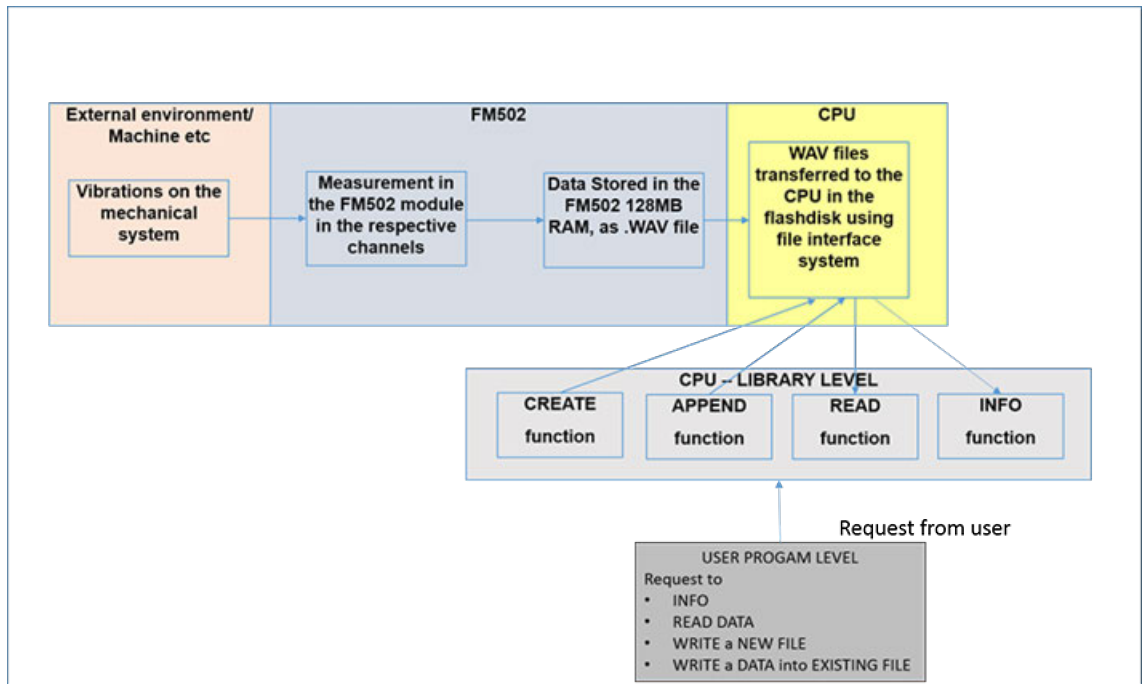 External environment/
Machine etc
Vibrations on the
mechanical
system
FM502
Measurement in
the FM502 module
in the respective
channels
Data Stored in the
FM502 128MB
RAM, as .WAV file
CPU
WAV files
transferred to the
CPU in the
flashdisk using
file interface
system
CPU – LIBRARY LEVEL
CREATE
function
APPEND
function
READ
function
INFO
function
Request from user
USER PROGAM LEVEL
Request to
• INFO
• READ DATA
• WRITE a NEW FILE
• WRITE a DATA into EXISTING FILE